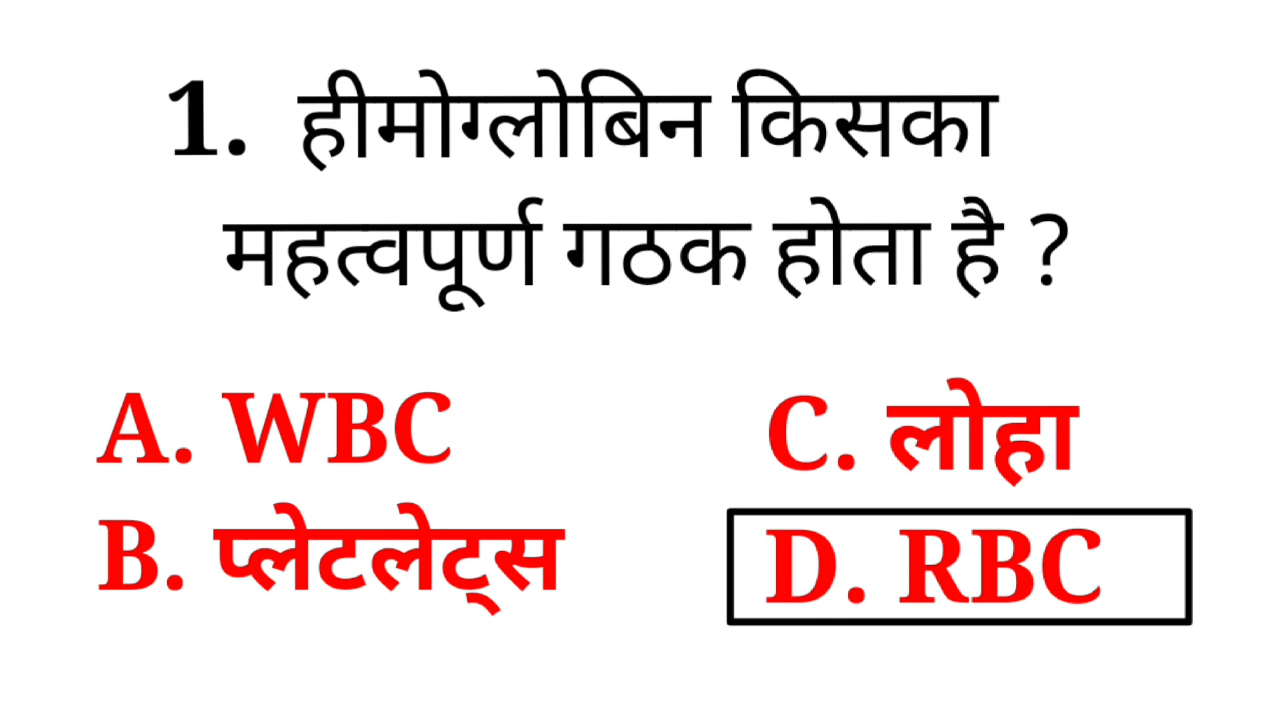 1. हीमोग्लोबिन किसका
महत्वपूर्ण गठक होता है ?
A. WBC
B. प्लेटलेट्स
C. लोहा
D. RBC